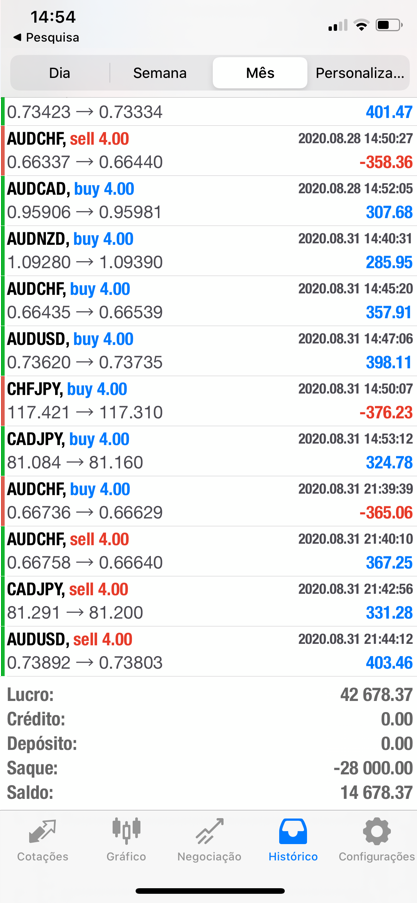 14:54
◀ Pesquisa
Dia Semana Mês Personaliza...
0.73423 → 0.73334 401.47
AUDCHF, sell 4.00 2020.08.28 14:50:27
0.66337 → 0.66440 -358.36
AUDCAD, buy 4.00 2020.08.28 14:52:05
0.95906 → 0.95981 307.68
AUDNZD, buy 4.00 2020.08.31 14:40:31
1.09280 → 1.09390 285.95
AUDCHF, buy 4.00 2020.08.31 14:45:20
0.66435 → 0.66539 357.91
AUDUSD, buy 4.00 2020.08.31 14:47:06
0.73620 → 0.73735 398.11
CHFJPY, buy 4.00 2020.08.31 14:50:07
117.421 → 117.310 -376.23
CADJPY, buy 4.00 2020.08.31 14:53:12
81.084 → 81.160 324.78
AUDCHF, buy 4.00 2020.08.31 21:39:39
0.66736 → 0.66629 -365.06
AUDCHF, sell 4.00 2020.08.31 21:40:10
0.66758 → 0.66640 367.25
CADJPY, sell 4.00 2020.08.31 21:42:56
81.291 → 81.200 331.28
AUDUSD, sell 4.00 2020.08.31 21:44:12
0.73892 → 0.73803 403.46
Lucro: 42 678.37
Crédito: 0.00
Depósito: 0.00
Saque: -28 000.00
Saldo: 14 678.37
Cotações Gráfico Negociação Histórico Configurações